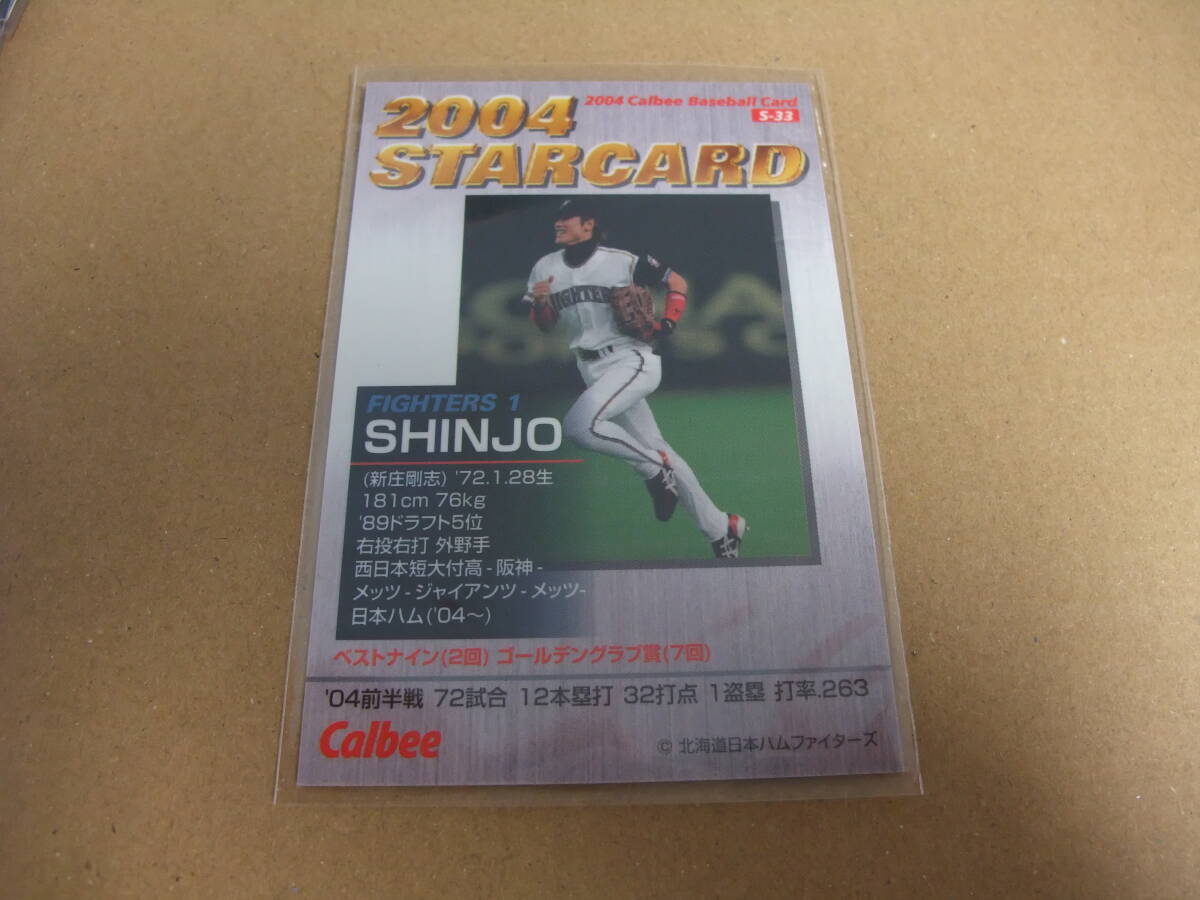 2004 Calbee Baseball Card
S-33
2004
STARCARD
FIGHTERS
FIGHTERS 1
SHINJO
(新庄剛志) '72.1.28生
181cm 76kg
'89ドラフト5位
右投右打 外野手
西日本短大付高 - 阪神 -
メッツ - ジャイアンツ - メッツ-
日本ハム('04〜)
ベストナイン(2回) ゴールデングラブ賞(7回)
'04前半戦 72試合 12本塁打 32打点 1盗塁 打率.263
Calbee
© 北海道日本ハムファイターズ